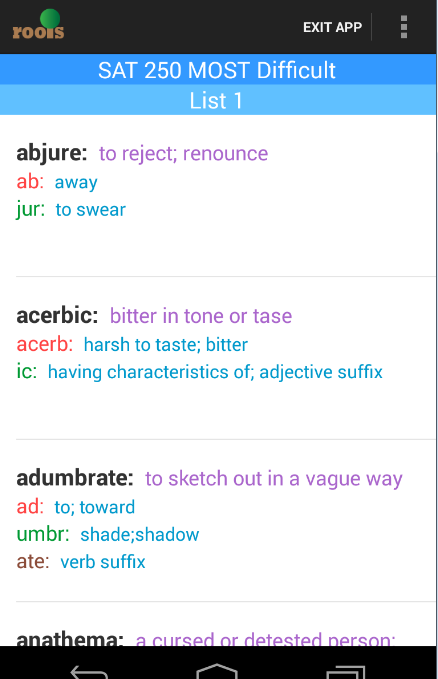 roots
EXIT APP
SAT 250 MOST Difficult
List 1
abjure: to reject; renounce
ab: away
jur: to swear
acerbic: bitter in tone or tase
acerb: harsh to taste; bitter
ic: having characteristics of; adjective suffix
adumbrate: to sketch out in a vague way
ad: to; toward
umbr: shade;shadow
ate: verb suffix
anathema: a cursed or detested person;